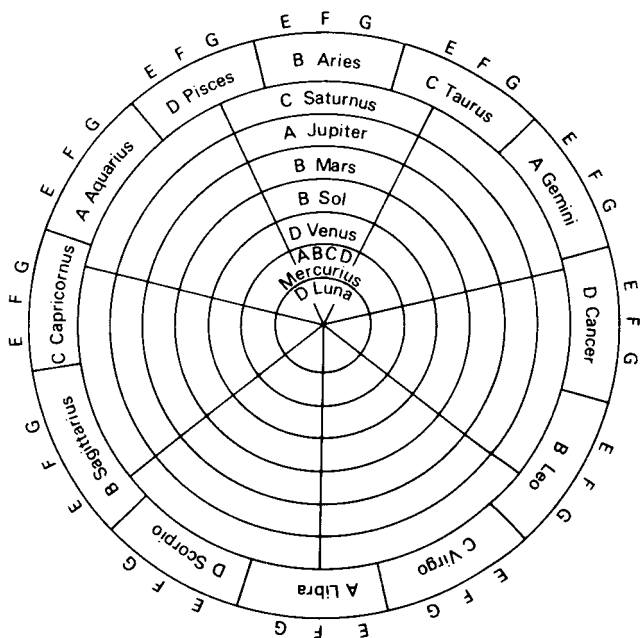 E F G
B Aries
E F G
C Taurus
E F G
A Gemini
E F G
D Cancer
E F G
B Leo
E F G
C Virgo
E F G
A Libra
E F G
D Scorpio
E F G
B Sagittarius
E F G
C Capricornus
E F G
A Aquarius
E F G
D Pisces
C Saturnus
A Jupiter
B Mars
B Sol
D Venus
ABCD
Mercurius
D Luna